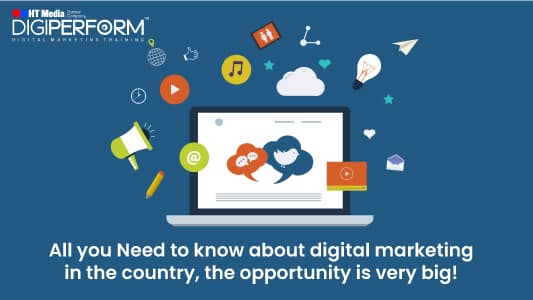 HT Media
DIGIPERFORM™
DIGITAL MARKETING TRAINING
@
All you Need to know about digital marketing
in the country, the opportunity is very big!